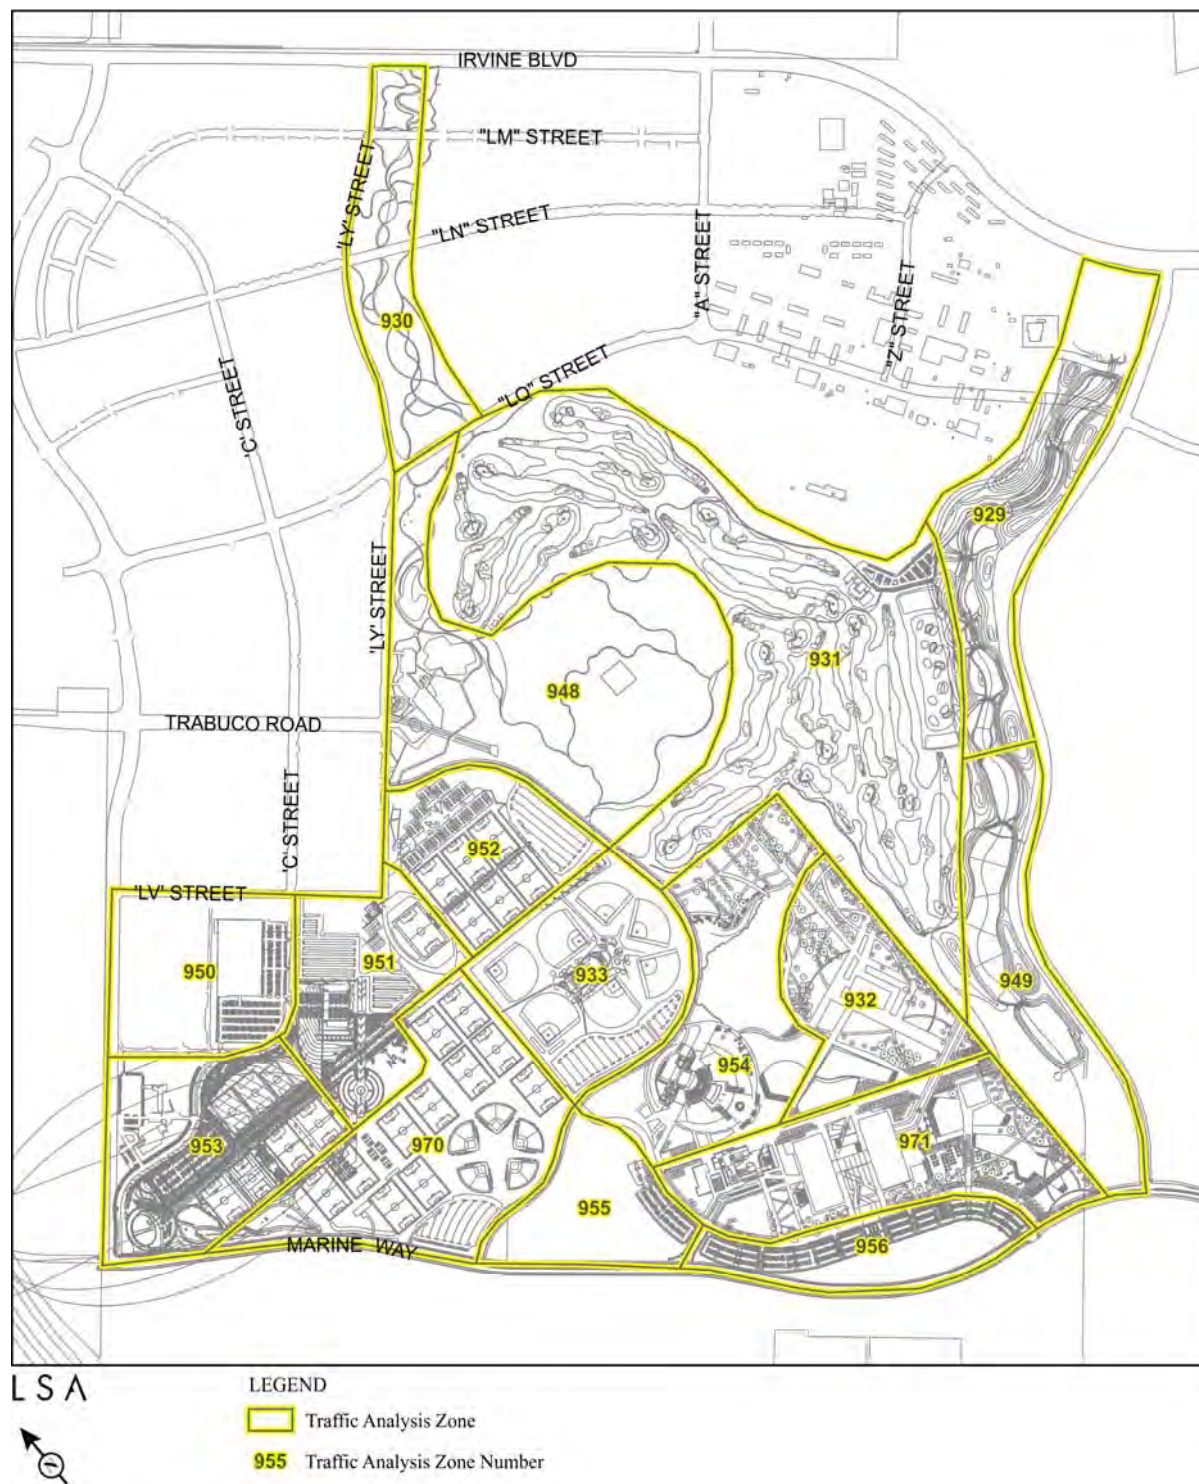 IRVINE BLVD
"LM" STREET
"LY' STREET
"LN" STREET
"A" STREET
"Z" STREET
930
"LQ" STREET
'C' STREET
929
'LY' STREET
931
948
TRABUCO ROAD
'C' STREET
952
'LV' STREET
950
951
933
932
949
954
953
970
971
955
956
MARINE WAY
LSA
LEGEND
Traffic Analysis Zone
955 Traffic Analysis Zone Number